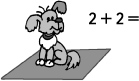 2 + 2 =